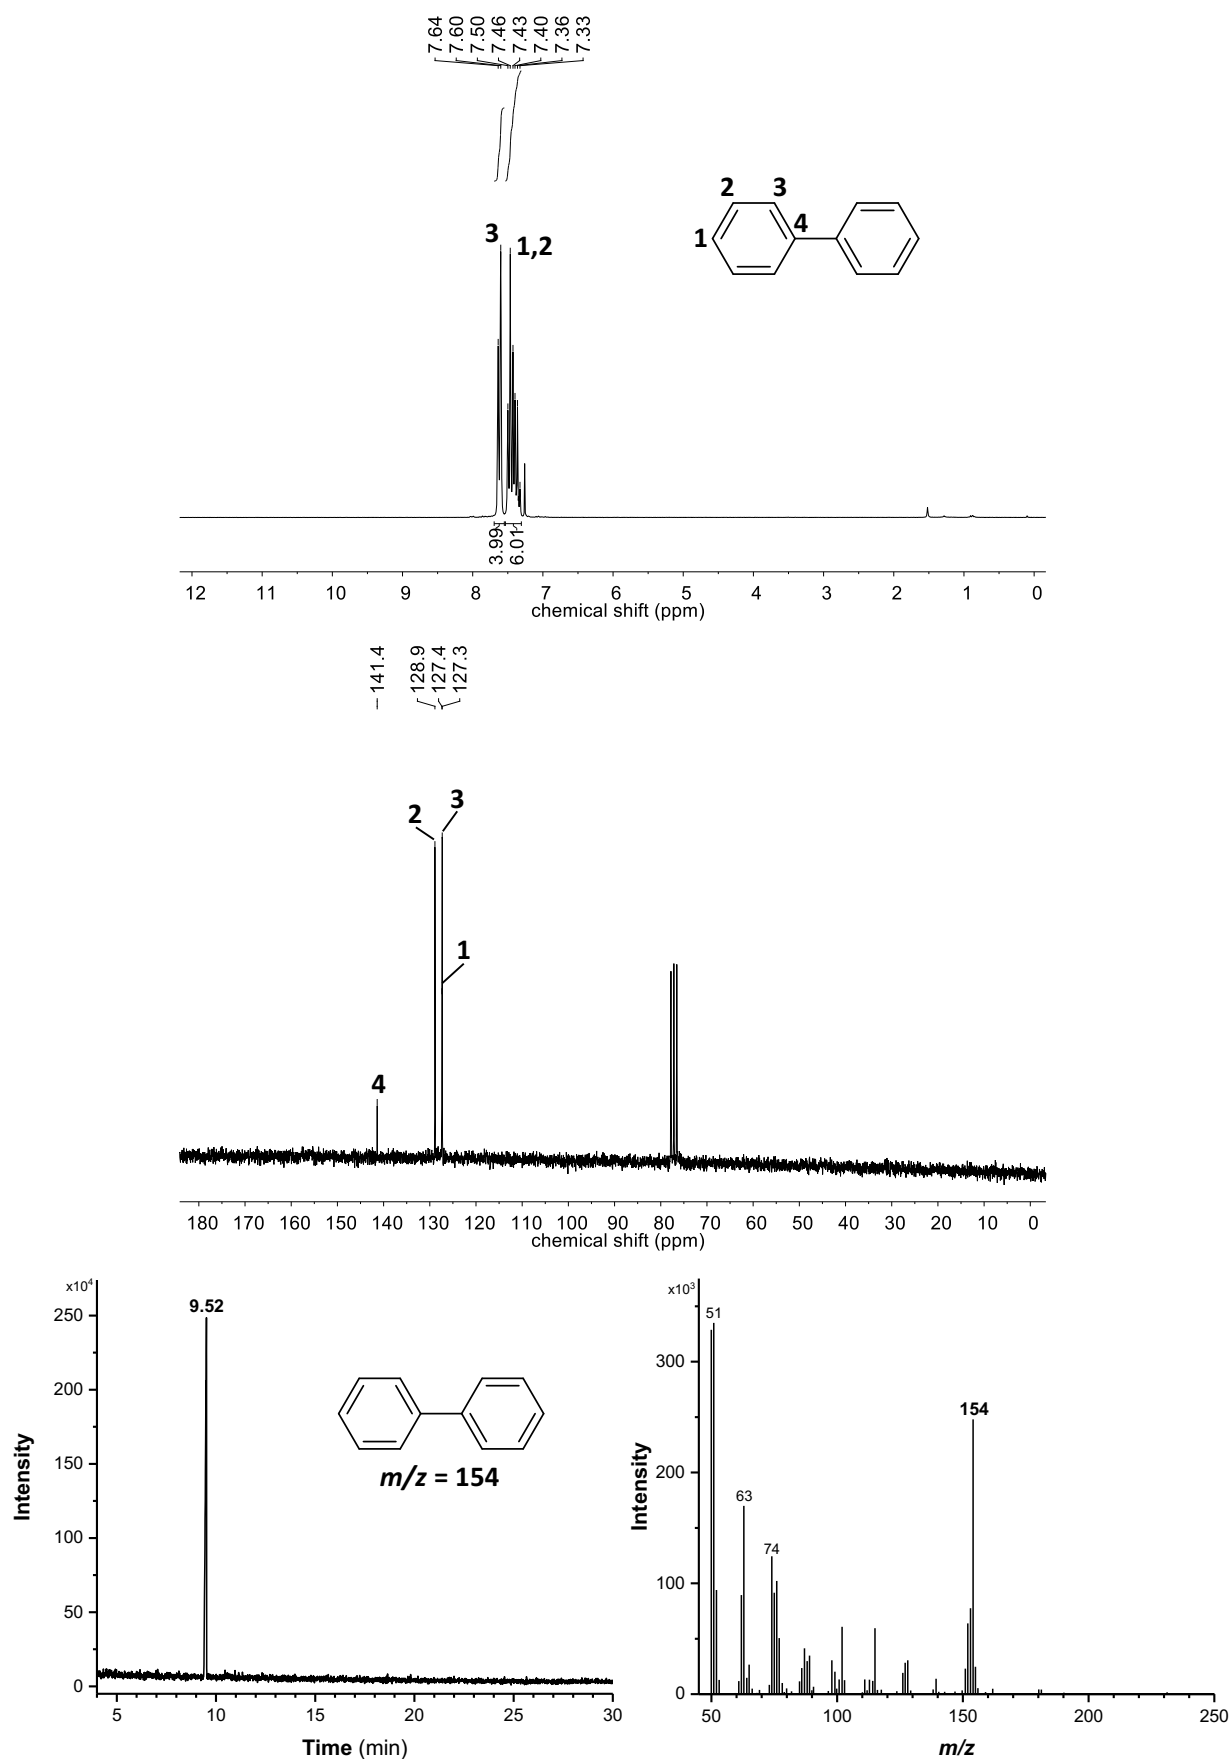 7.64
7.60
7.50
7.46
7.43
7.40
7.36
7.33
2 3
4
1
3
1,2
3.99
6.01
12 11 10 9 8 7 6 5 4 3 2 1 0
chemical shift (ppm)
141.4
128.9
127.4
127.3
3
2
1
4
180 170 160 150 140 130 120 110 100 90 80 70 60 50 40 30 20 10 0
chemical shift (ppm)
x10⁴
9.52
250
200
150
100
50
0
Intensity
m/z = 154
5 10 15 20 25 30
Time (min)
x10³
51
300
154
200
63
74
100
0
Intensity
50 100 150 200 250
m/z